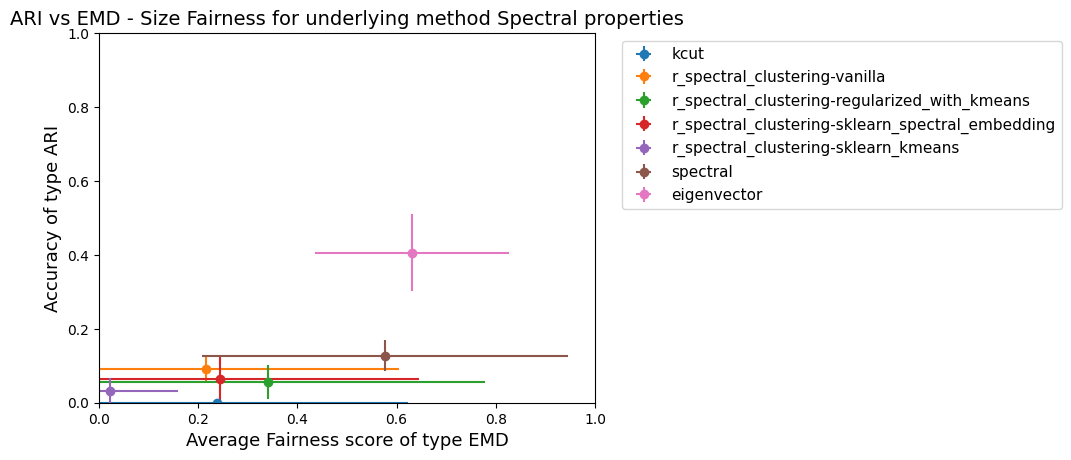 ARI vs EMD - Size Fairness for underlying method Spectral properties
1.0
0.8
0.6
0.4
0.2
0.0
Accuracy of type ARI
0.0 0.2 0.4 0.6 0.8 1.0
Average Fairness score of type EMD
kcut
r_spectral_clustering-vanilla
r_spectral_clustering-regularized_with_kmeans
r_spectral_clustering-sklearn_spectral_embedding
r_spectral_clustering-sklearn_kmeans
spectral
eigenvector